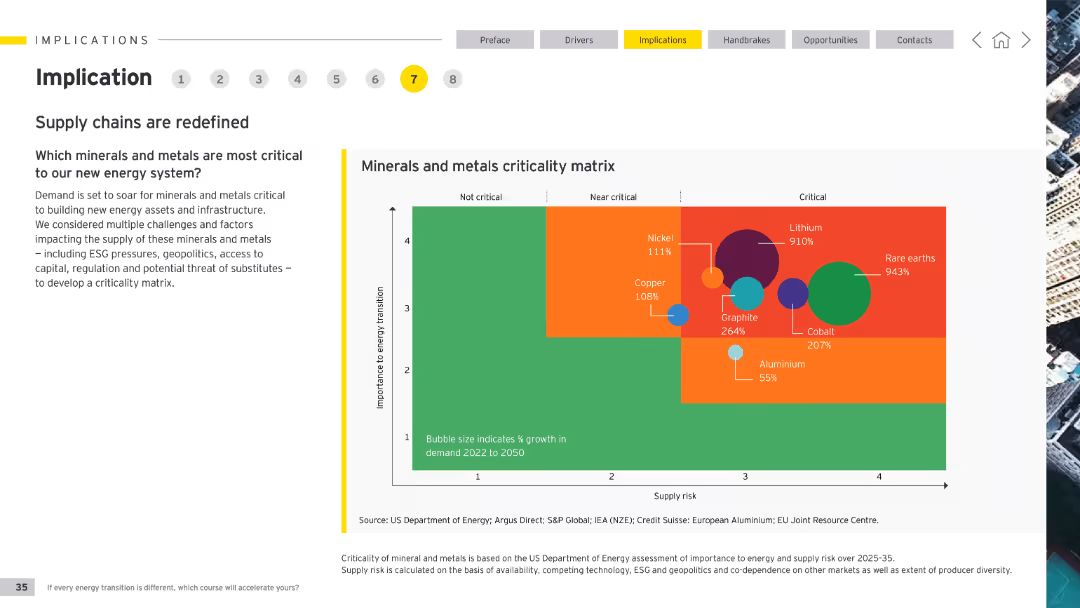 IMPLICATIONS
Preface
Drivers
Implications
Handbrakes
Opportunities
Contacts
Implication
1
2
3
4
5
6
7
8
Supply chains are redefined
Which minerals and metals are most critical
to our new energy system?
Demand is set to soar for minerals and metals critical
to building new energy assets and infrastructure.
We considered multiple challenges and factors
impacting the supply of these minerals and metals
– including ESG pressures, geopolitics, access to
capital, regulation and potential threat of substitutes –
to develop a criticality matrix.
Minerals and metals criticality matrix
Not critical
Near critical
Critical
Importance to energy transition
4
3
2
1
Nickel
111%
Lithium
910%
Rare earths
943%
Copper
108%
Graphite
264%
Cobalt
207%
Aluminium
55%
Bubble size indicates % growth in
demand 2022 to 2050
1
2
3
4
Supply risk
Source: US Department of Energy; Argus Direct; S&P Global; IEA (NZE); Credit Suisse: European Aluminium; EU Joint Resource Centre.
Criticality of mineral and metals is based on the US Department of Energy assessment of importance to energy and supply risk over 2025-35.
Supply risk is calculated on the basis of availability, competing technology, ESG and geopolitics and co-dependence on other markets as well as extent of producer diversity.
35
If every energy transition is different, which course will accelerate yours?